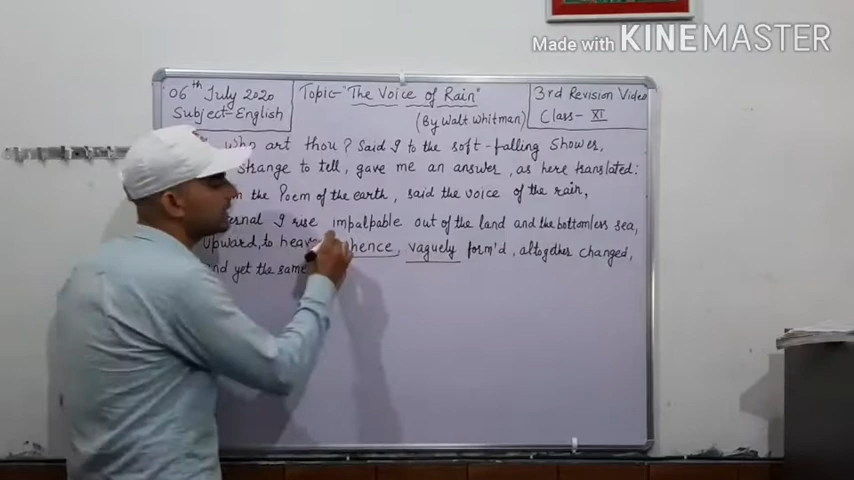 Made with KINEMASTER
06th July 2020
Subject-English
Topic- "The Voice of Rain"
(By Walt Whitman)
3rd Revision Video
Class- XI
who art thou? Said I to the soft-falling Shower,
strange to tell, gave me an answer, as here translated:
the Poem of the earth, said the voice of the rain,
I rise impalpable out of the land and the bottomless sea,
Upward, to whence, vaguely form'd, altogether changed,
yet the same